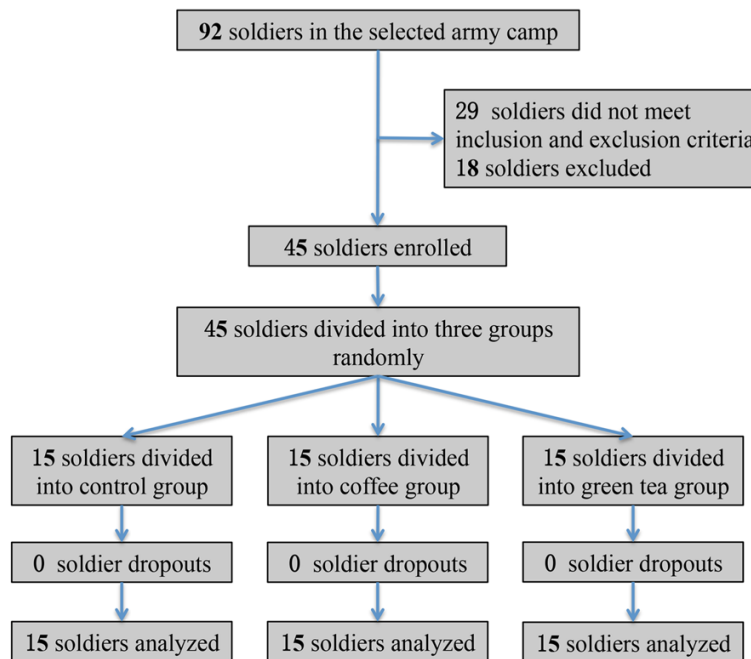 92 soldiers in the selected army camp
29 soldiers did not meet
inclusion and exclusion criteria
18 soldiers excluded
45 soldiers enrolled
45 soldiers divided into three groups
randomly
15 soldiers divided
into control group
15 soldiers divided
into coffee group
15 soldiers divided
into green tea group
0 soldier dropouts
0 soldier dropouts
0 soldier dropouts
15 soldiers analyzed
15 soldiers analyzed
15 soldiers analyzed